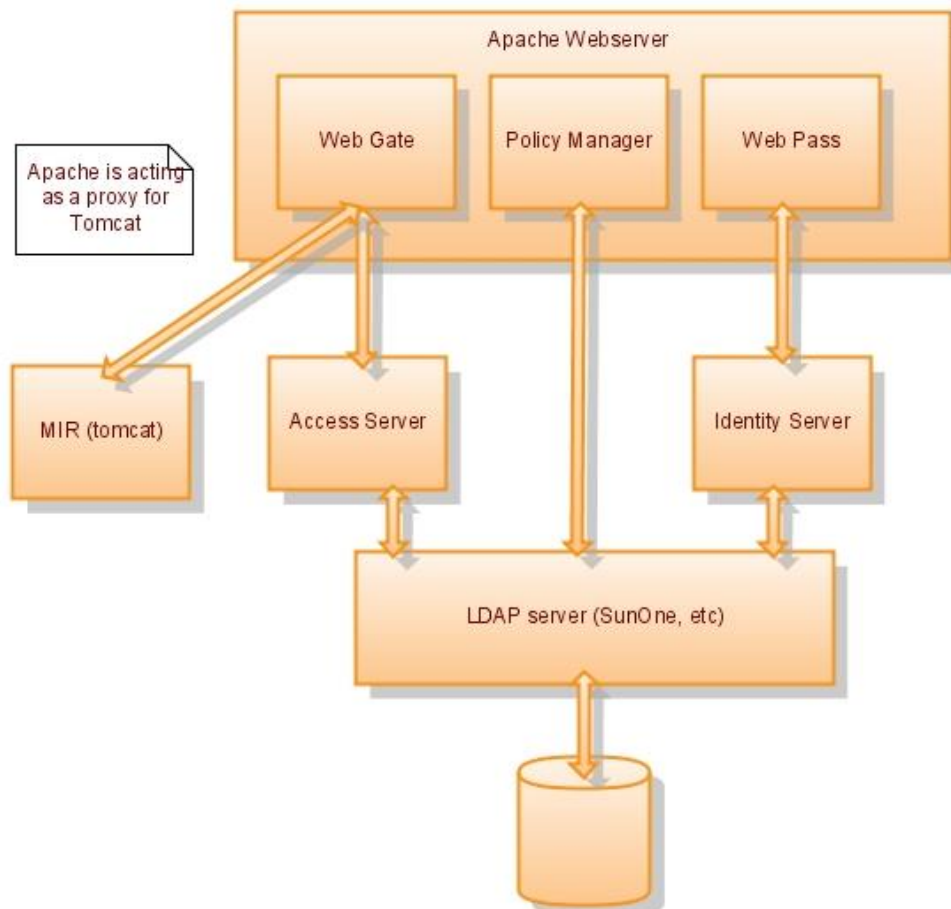 Apache Webserver
Web Gate
Policy Manager
Web Pass
Apache is acting
as a proxy for
Tomcat
MIR (tomcat)
Access Server
Identity Server
LDAP server (SunOne, etc)